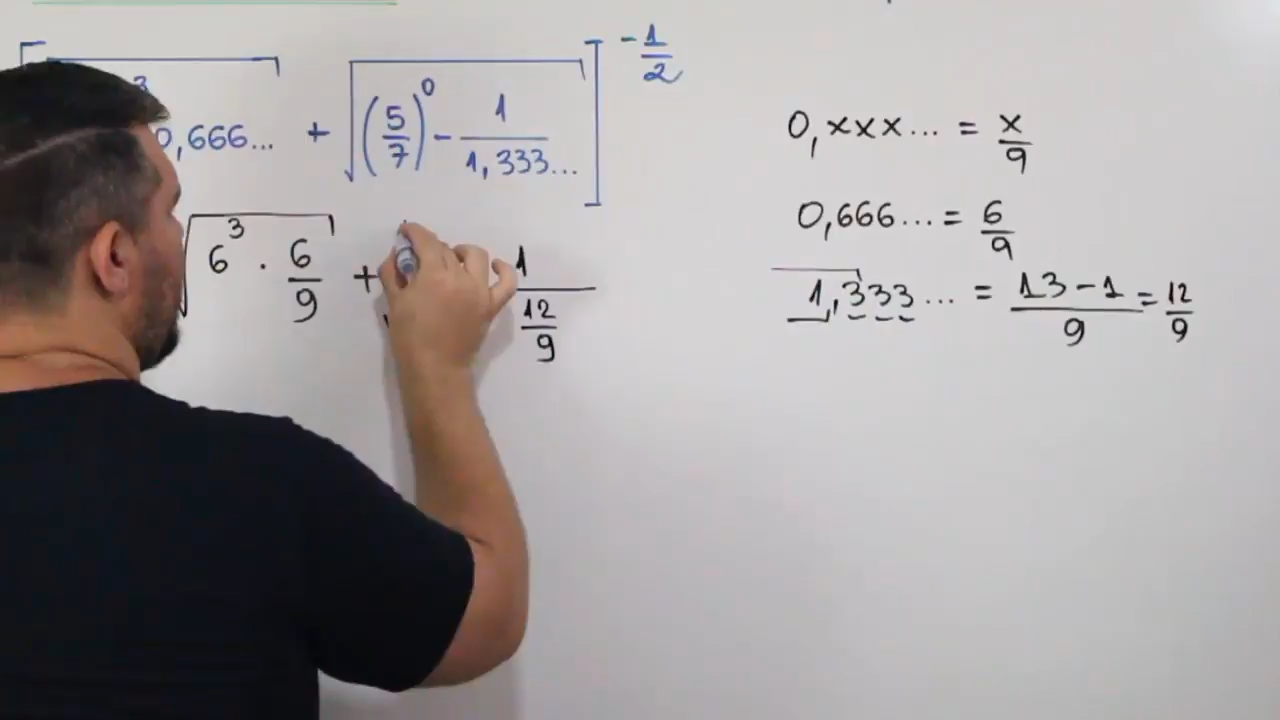 [ √ ³ 0,666... + √((5/7)⁰ - 1/1,333...) ]^(-1/2)
√(6³ · 6/9) + 1/(12/9)
0,xxx... = x/9
0,666... = 6/9
1,333... = (13-1)/9 = 12/9